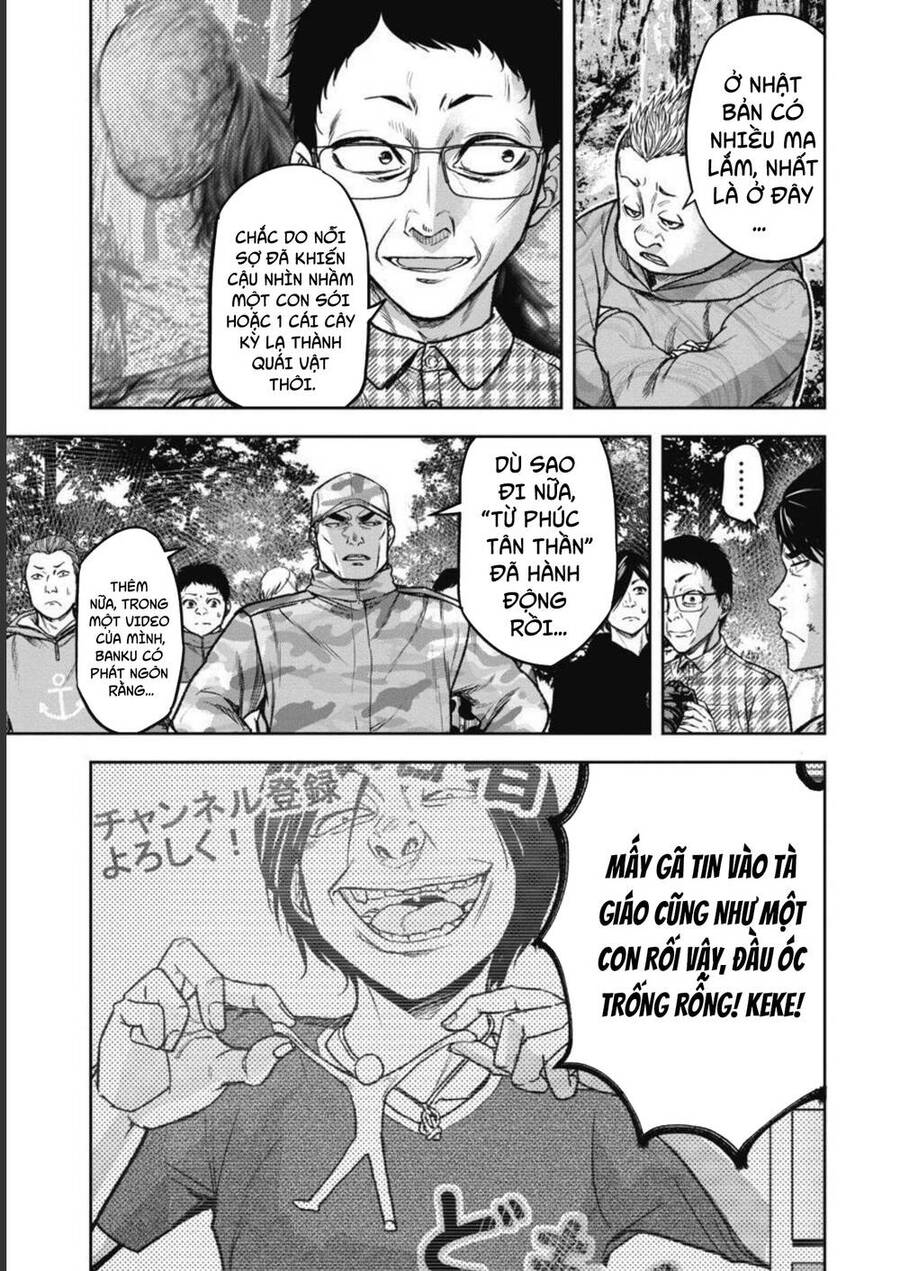 Ở NHẬT
BẢN CÓ
NHIỀU MA
LẮM, NHẤT
LÀ Ở ĐÂY
...
CHẮC DO NỖI
SỢ ĐÃ KHIẾN
CẬU NHÌN NHẦM
MỘT CON SÓI
HOẶC 1 CÁI CÂY
KỲ LẠ THÀNH
QUÁI VẬT
THÔI.
......
DÙ SAO
ĐI NỮA,
“TỪ PHÚC
TÂN THẦN”
ĐÃ HÀNH
ĐỘNG
RỒI...
THÊM
NỮA, TRONG
MỘT VIDEO
CỦA MÌNH,
BANKU CÓ
PHÁT NGÔN
RẰNG...
チャンネル登録
よろしく！
MẤY GÃ TIN VÀO TÀ
GIÁO CŨNG NHƯ MỘT
CON RỐI VẬY, ĐẦU ÓC
TRỐNG RỖNG! KEKE!
ど